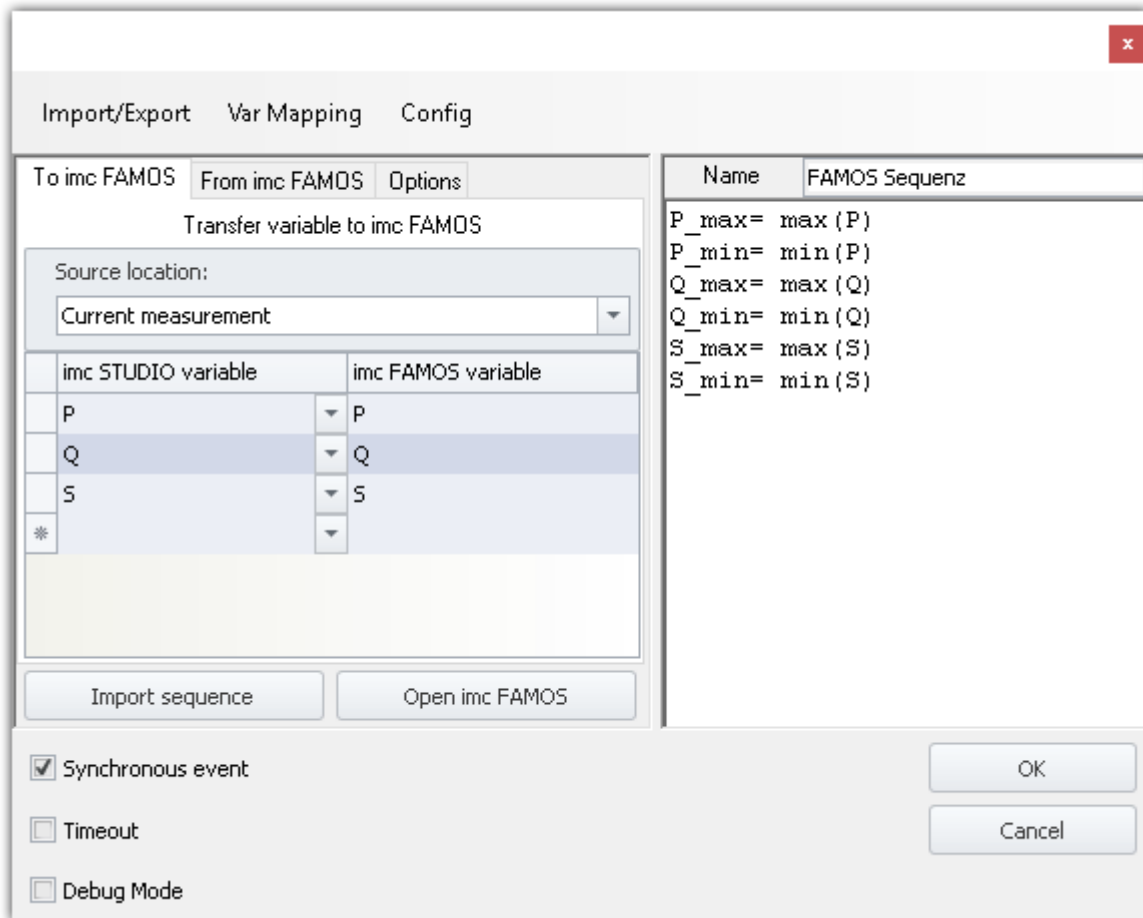 x
Import/Export Var Mapping Config
To imc FAMOS From imc FAMOS Options
Transfer variable to imc FAMOS
Source location:
Current measurement
imc STUDIO variable imc FAMOS variable
P P
Q Q
S S
Import sequence Open imc FAMOS
Name FAMOS Sequenz
P_max= max(P)
P_min= min(P)
Q_max= max(Q)
Q_min= min(Q)
S_max= max(S)
S_min= min(S)
Synchronous event
Timeout
Debug Mode
OK
Cancel